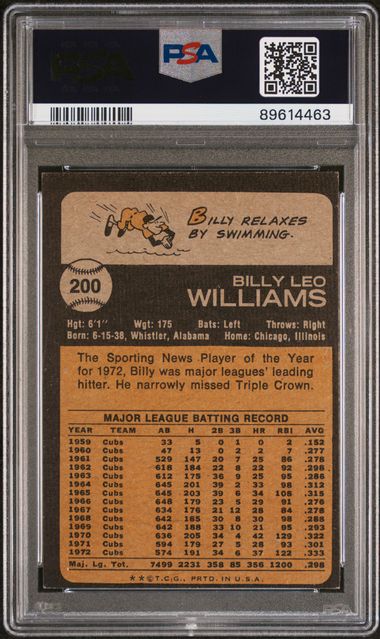 PSA
PSA
89614463
BILLY RELAXES
BY SWIMMING.
200
BILLY LEO
WILLIAMS
Hgt: 6'1" Wgt: 175 Bats: Left Throws: Right
Born: 6-15-38, Whistler, Alabama Home: Chicago, Illinois
The Sporting News Player of the Year
for 1972, Billy was major leagues' leading
hitter. He narrowly missed Triple Crown.
MAJOR LEAGUE BATTING RECORD
YEAR TEAM AB H 2B 3B HR RBI AVG
1959 Cubs 33 5 0 0 0 2 .152
1960 Cubs 47 13 0 2 2 7 .277
1961 Cubs 529 147 20 7 25 86 .278
1962 Cubs 618 184 22 8 22 92 .298
1963 Cubs 612 175 36 9 25 95 .286
1964 Cubs 645 201 39 2 33 98 .312
1965 Cubs 645 203 39 6 34 108 .315
1966 Cubs 648 179 23 5 29 91 .276
1967 Cubs 634 176 21 12 28 84 .278
1968 Cubs 642 185 30 8 30 98 .288
1969 Cubs 642 188 33 10 21 95 .293
1970 Cubs 636 205 34 4 42 129 .322
1971 Cubs 594 179 27 5 28 93 .301
1972 Cubs 574 191 34 6 37 122 .333
Maj. Lg. Tot. 7499 2231 358 85 356 1200 .298
**© T.C.G., PRTD. IN U.S.A.